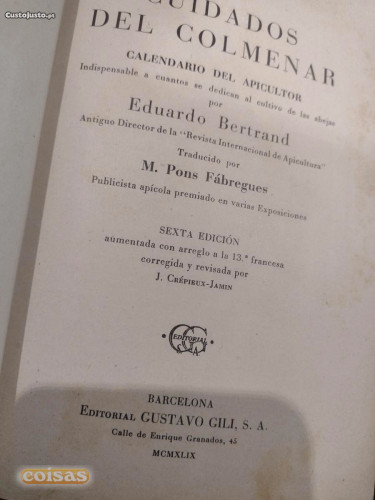 CustoJusto.pt
CUIDADOS
DEL COLMENAR
CALENDARIO DEL APICULTOR
Indispensable a cuantos se dedican al cultivo de las abejas
por
Eduardo Bertrand
Antiguo Director de la "Revista Internacional de Apicultura"
Traducido por
M. Pons Fábregues
Publicista apícola premiado en varias Exposiciones
SEXTA EDICIÓN
aumentada con arreglo a la 13.ª francesa
corregida y revisada por
J. Crépieux-Jamin
EDITORIAL
GG
S.A.
BARCELONA
Editorial GUSTAVO GILI, S. A.
Calle de Enrique Granados, 45
MCMXLIX
coisas